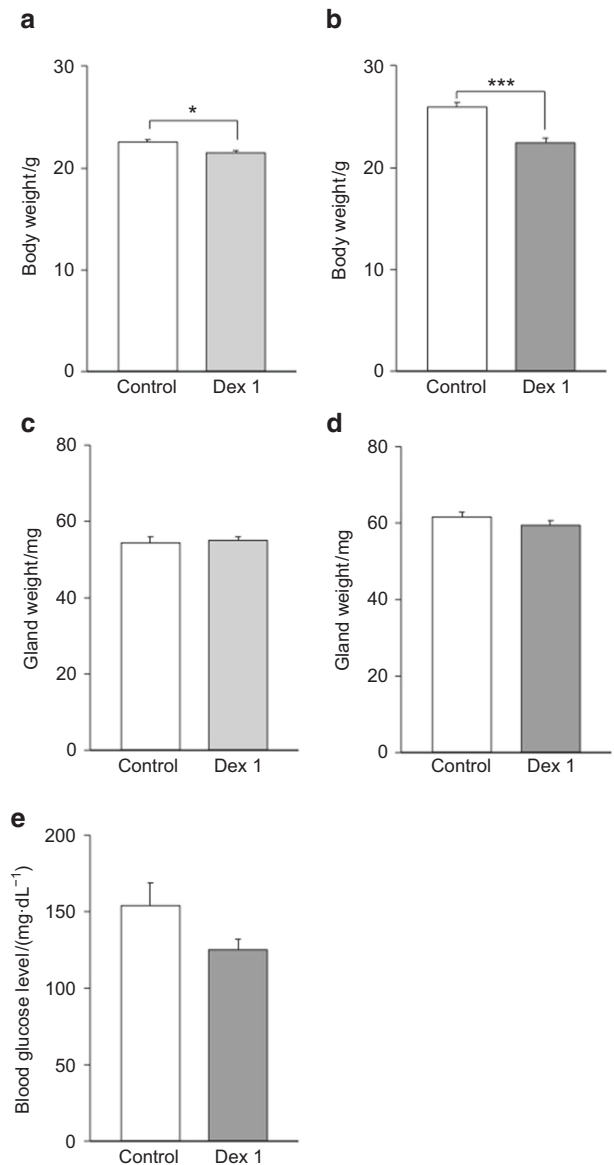 a
30
20
10
0
Body weight/g
*
Control Dex 1
b
30
20
10
0
Body weight/g
***
Control Dex 1
c
80
60
40
20
0
Gland weight/mg
Control Dex 1
d
80
60
40
20
0
Gland weight/mg
Control Dex 1
e
200
150
100
50
0
Blood glucose level/(mg·dL⁻¹)
Control Dex 1